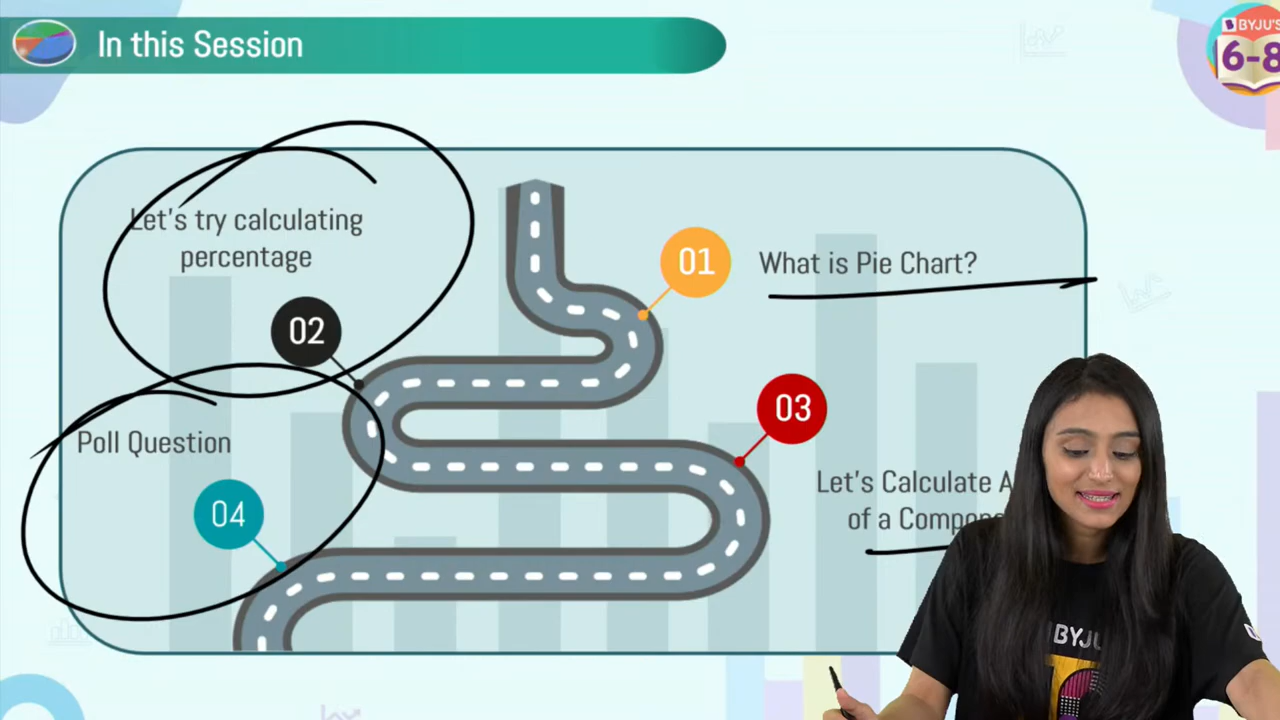 In this Session
BYJU'S
6-8
Let's try calculating
percentage
01
What is Pie Chart?
02
03
Poll Question
Let's Calculate
of a
04
BYJU